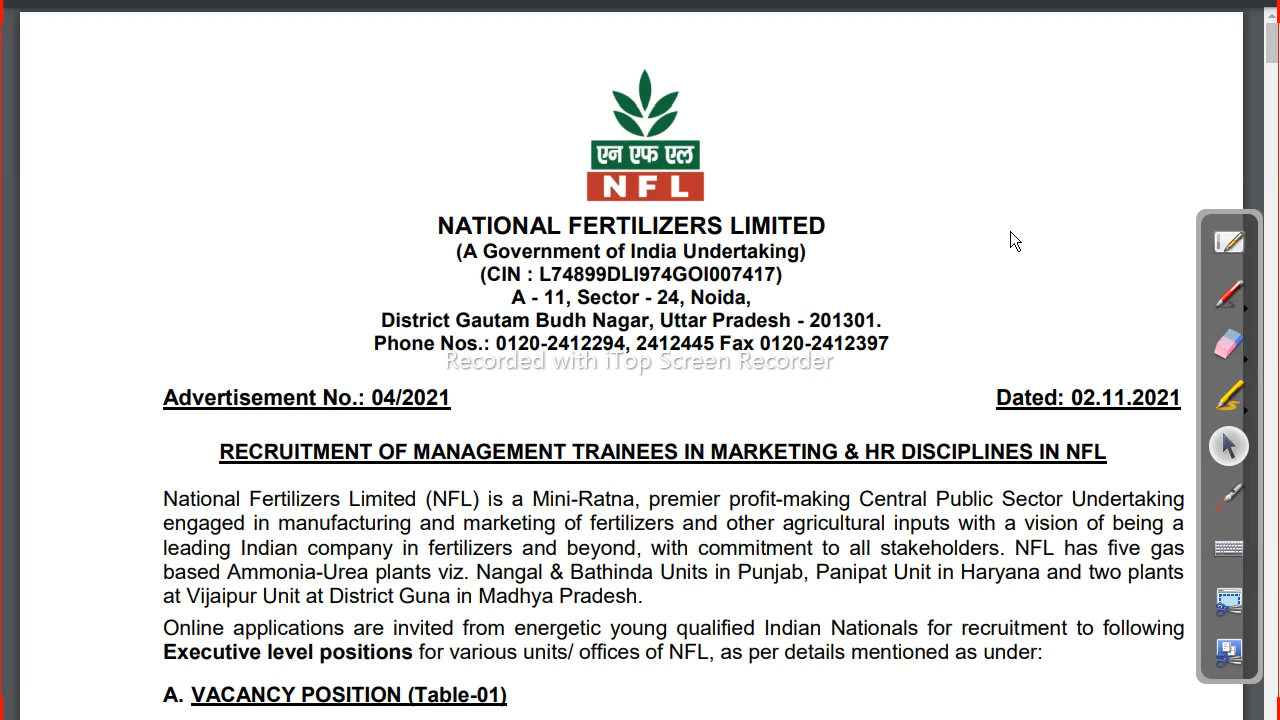 एन एफ एल
NFL
NATIONAL FERTILIZERS LIMITED
(A Government of India Undertaking)
(CIN : L74899DLI974GOI007417)
A - 11, Sector - 24, Noida,
District Gautam Budh Nagar, Uttar Pradesh - 201301.
Phone Nos.: 0120-2412294, 2412445 Fax 0120-2412397
Recorded with iTop Screen Recorder
Advertisement No.: 04/2021 Dated: 02.11.2021
RECRUITMENT OF MANAGEMENT TRAINEES IN MARKETING & HR DISCIPLINES IN NFL
National Fertilizers Limited (NFL) is a Mini-Ratna, premier profit-making Central Public Sector Undertaking
engaged in manufacturing and marketing of fertilizers and other agricultural inputs with a vision of being a
leading Indian company in fertilizers and beyond, with commitment to all stakeholders. NFL has five gas
based Ammonia-Urea plants viz. Nangal & Bathinda Units in Punjab, Panipat Unit in Haryana and two plants
at Vijaipur Unit at District Guna in Madhya Pradesh.
Online applications are invited from energetic young qualified Indian Nationals for recruitment to following
Executive level positions for various units/ offices of NFL, as per details mentioned as under:
A. VACANCY POSITION (Table-01)